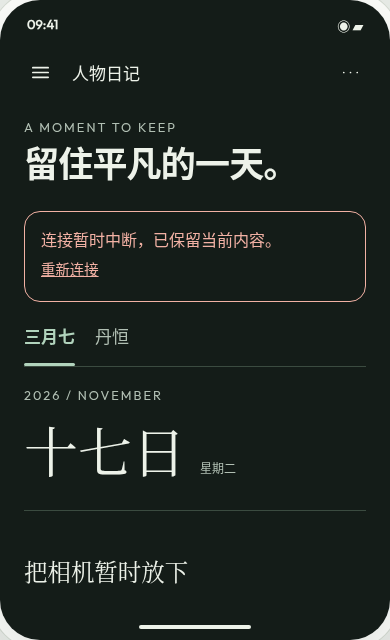 09:41
人物日记
...
A MOMENT TO KEEP
留住平凡的一天。
连接暂时中断，已保留当前内容。
重新连接
三月七 丹恒
2026 / NOVEMBER
十七日 星期二
把相机暂时放下